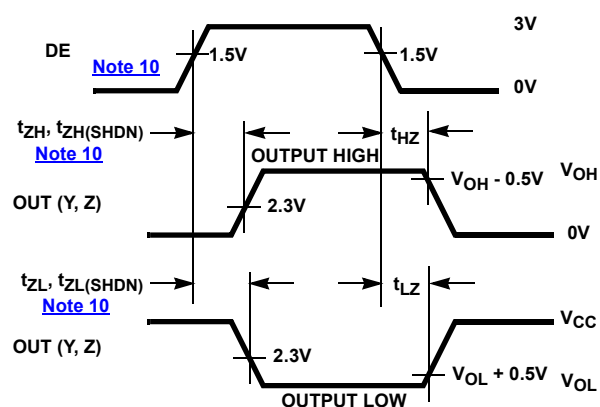 3V
DE
Note 10
1.5V
1.5V
0V
tZH, tZH(SHDN)
Note 10
tHZ
OUTPUT HIGH
VOH - 0.5V
VOH
OUT (Y, Z)
2.3V
0V
tZL, tZL(SHDN)
Note 10
tLZ
VCC
OUT (Y, Z)
2.3V
VOL + 0.5V
VOL
OUTPUT LOW